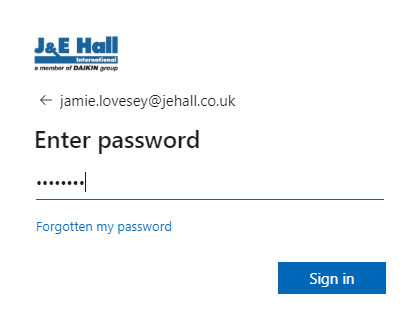 J&E Hall
International
a member of DAIKIN group
← jamie.lovesey@jehall.co.uk
Enter password
••••••••
Forgotten my password
Sign in